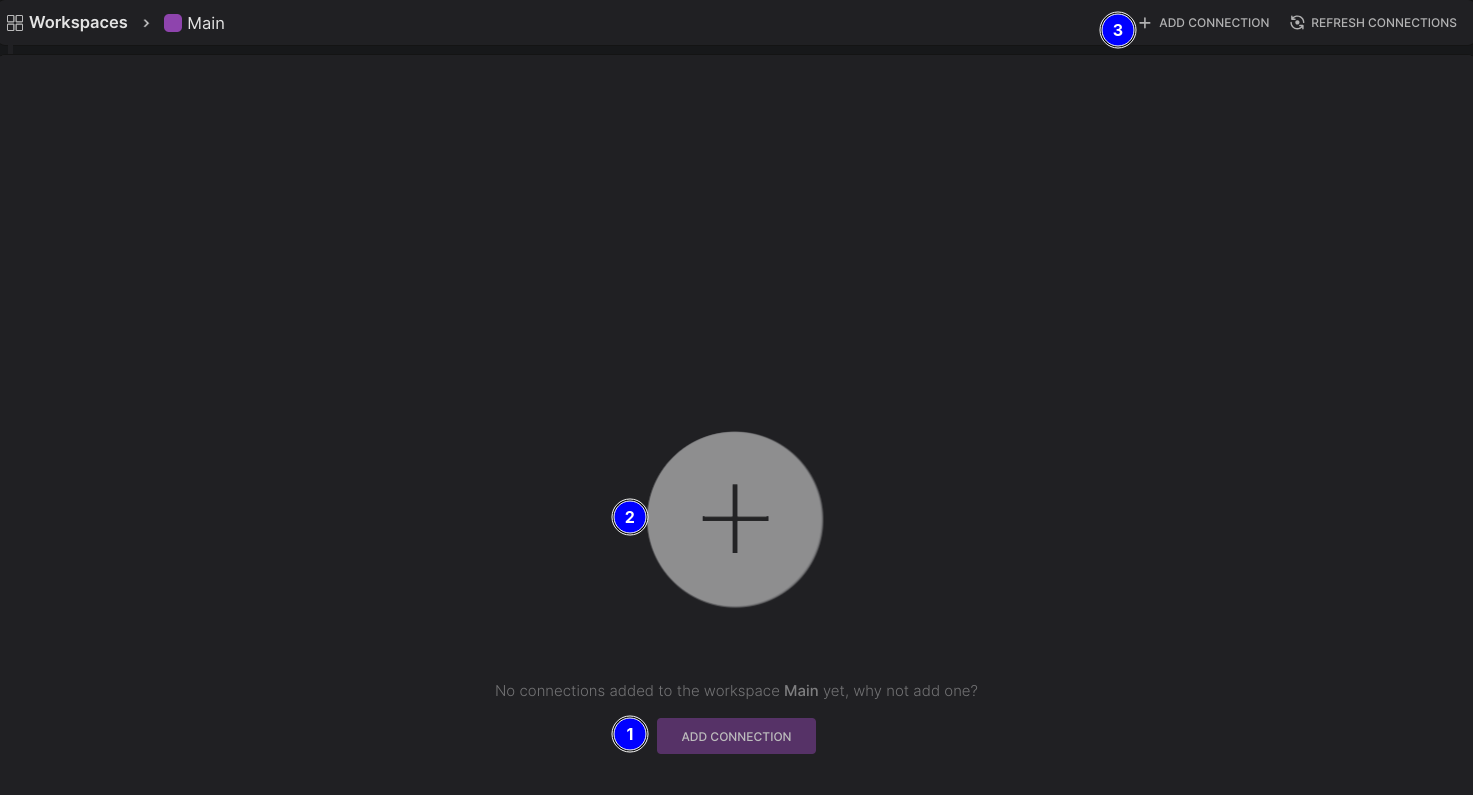 Workspaces > Main
3 + ADD CONNECTION REFRESH CONNECTIONS
2
No connections added to the workspace Main yet, why not add one?
1 ADD CONNECTION